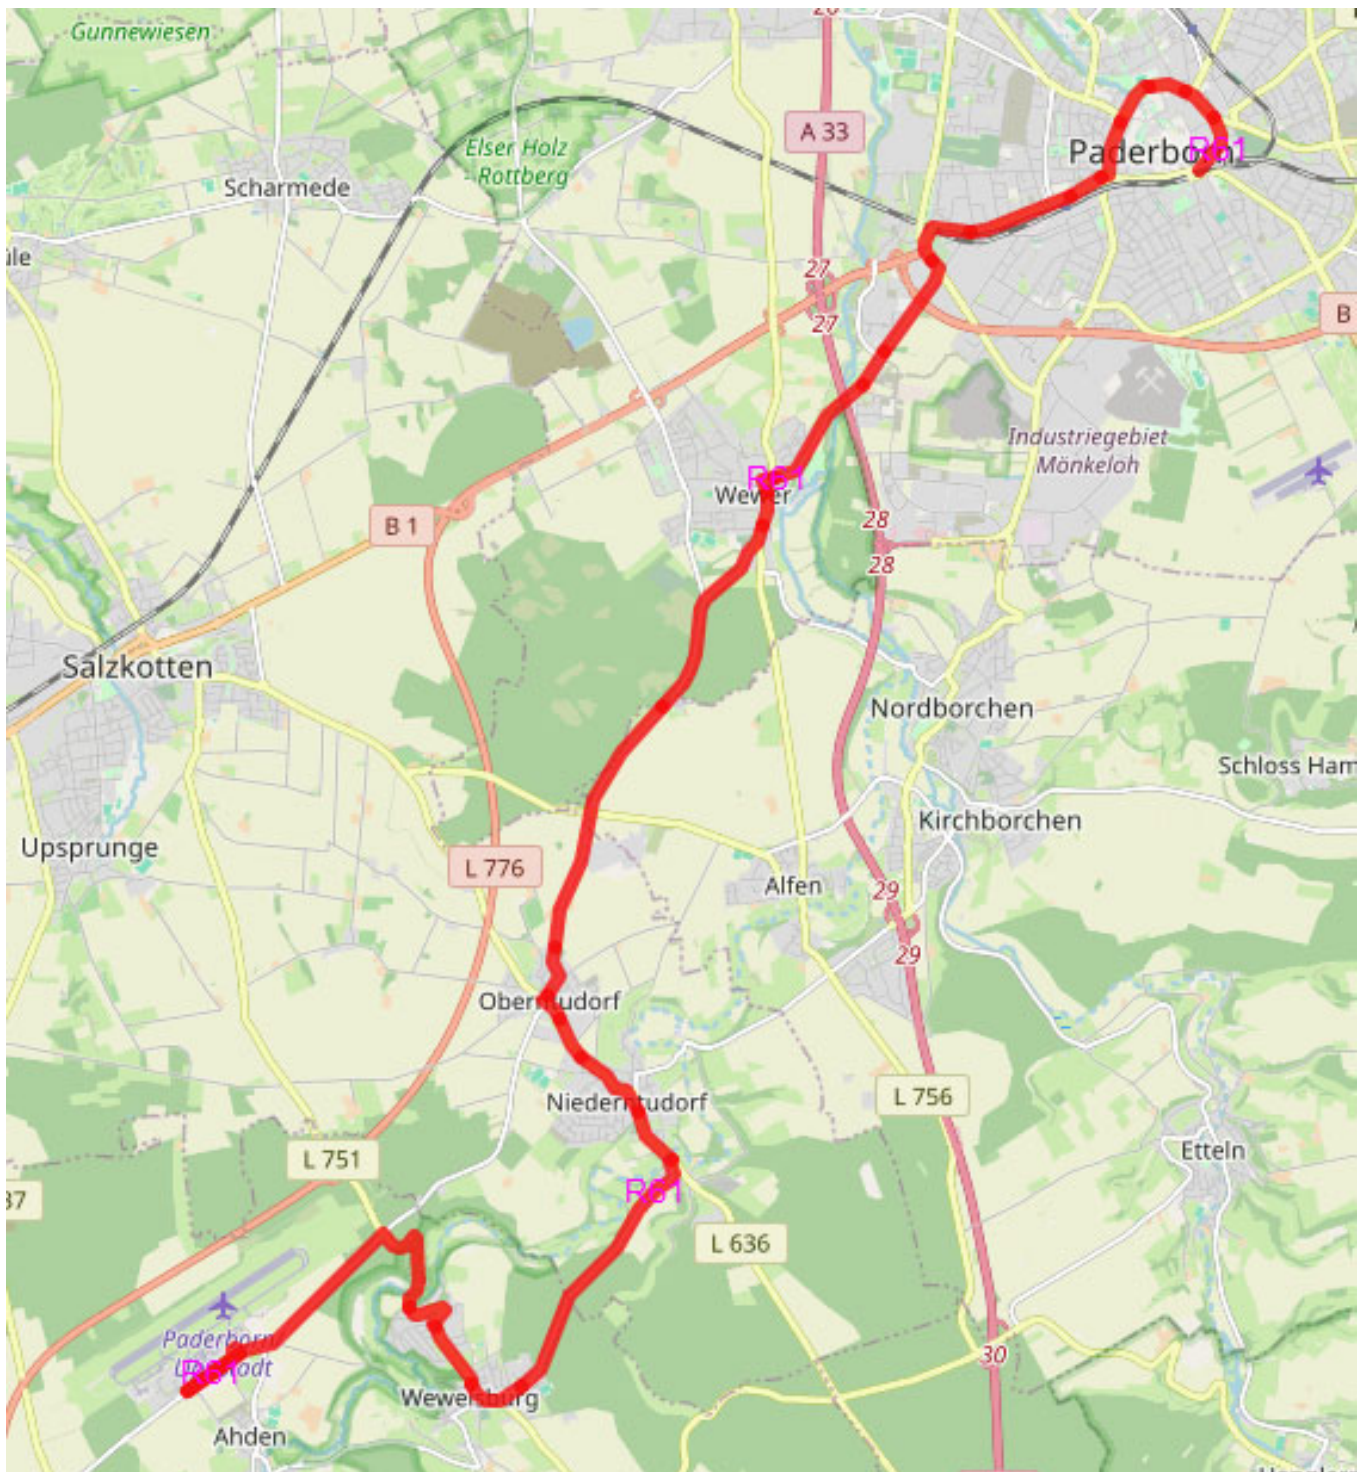 Gunnewiesen
26
A 33
Elser Holz
- Rottberg
Paderborn
R61
Scharmede
27
B
27
Industriegebiet
Mönkeloh
R61
Wewer
B 1
28
28
Salzkotten
Nordborchen
Schloss Ham
Kirchborchen
Upsprunge
L 776
Alfen
29
29
Oberntudorf
L 756
Niederntudorf
Etteln
L 751
R61
37
L 636
Paderborn/
Lippstadt
R61
30
Wewelsburg
Ahden